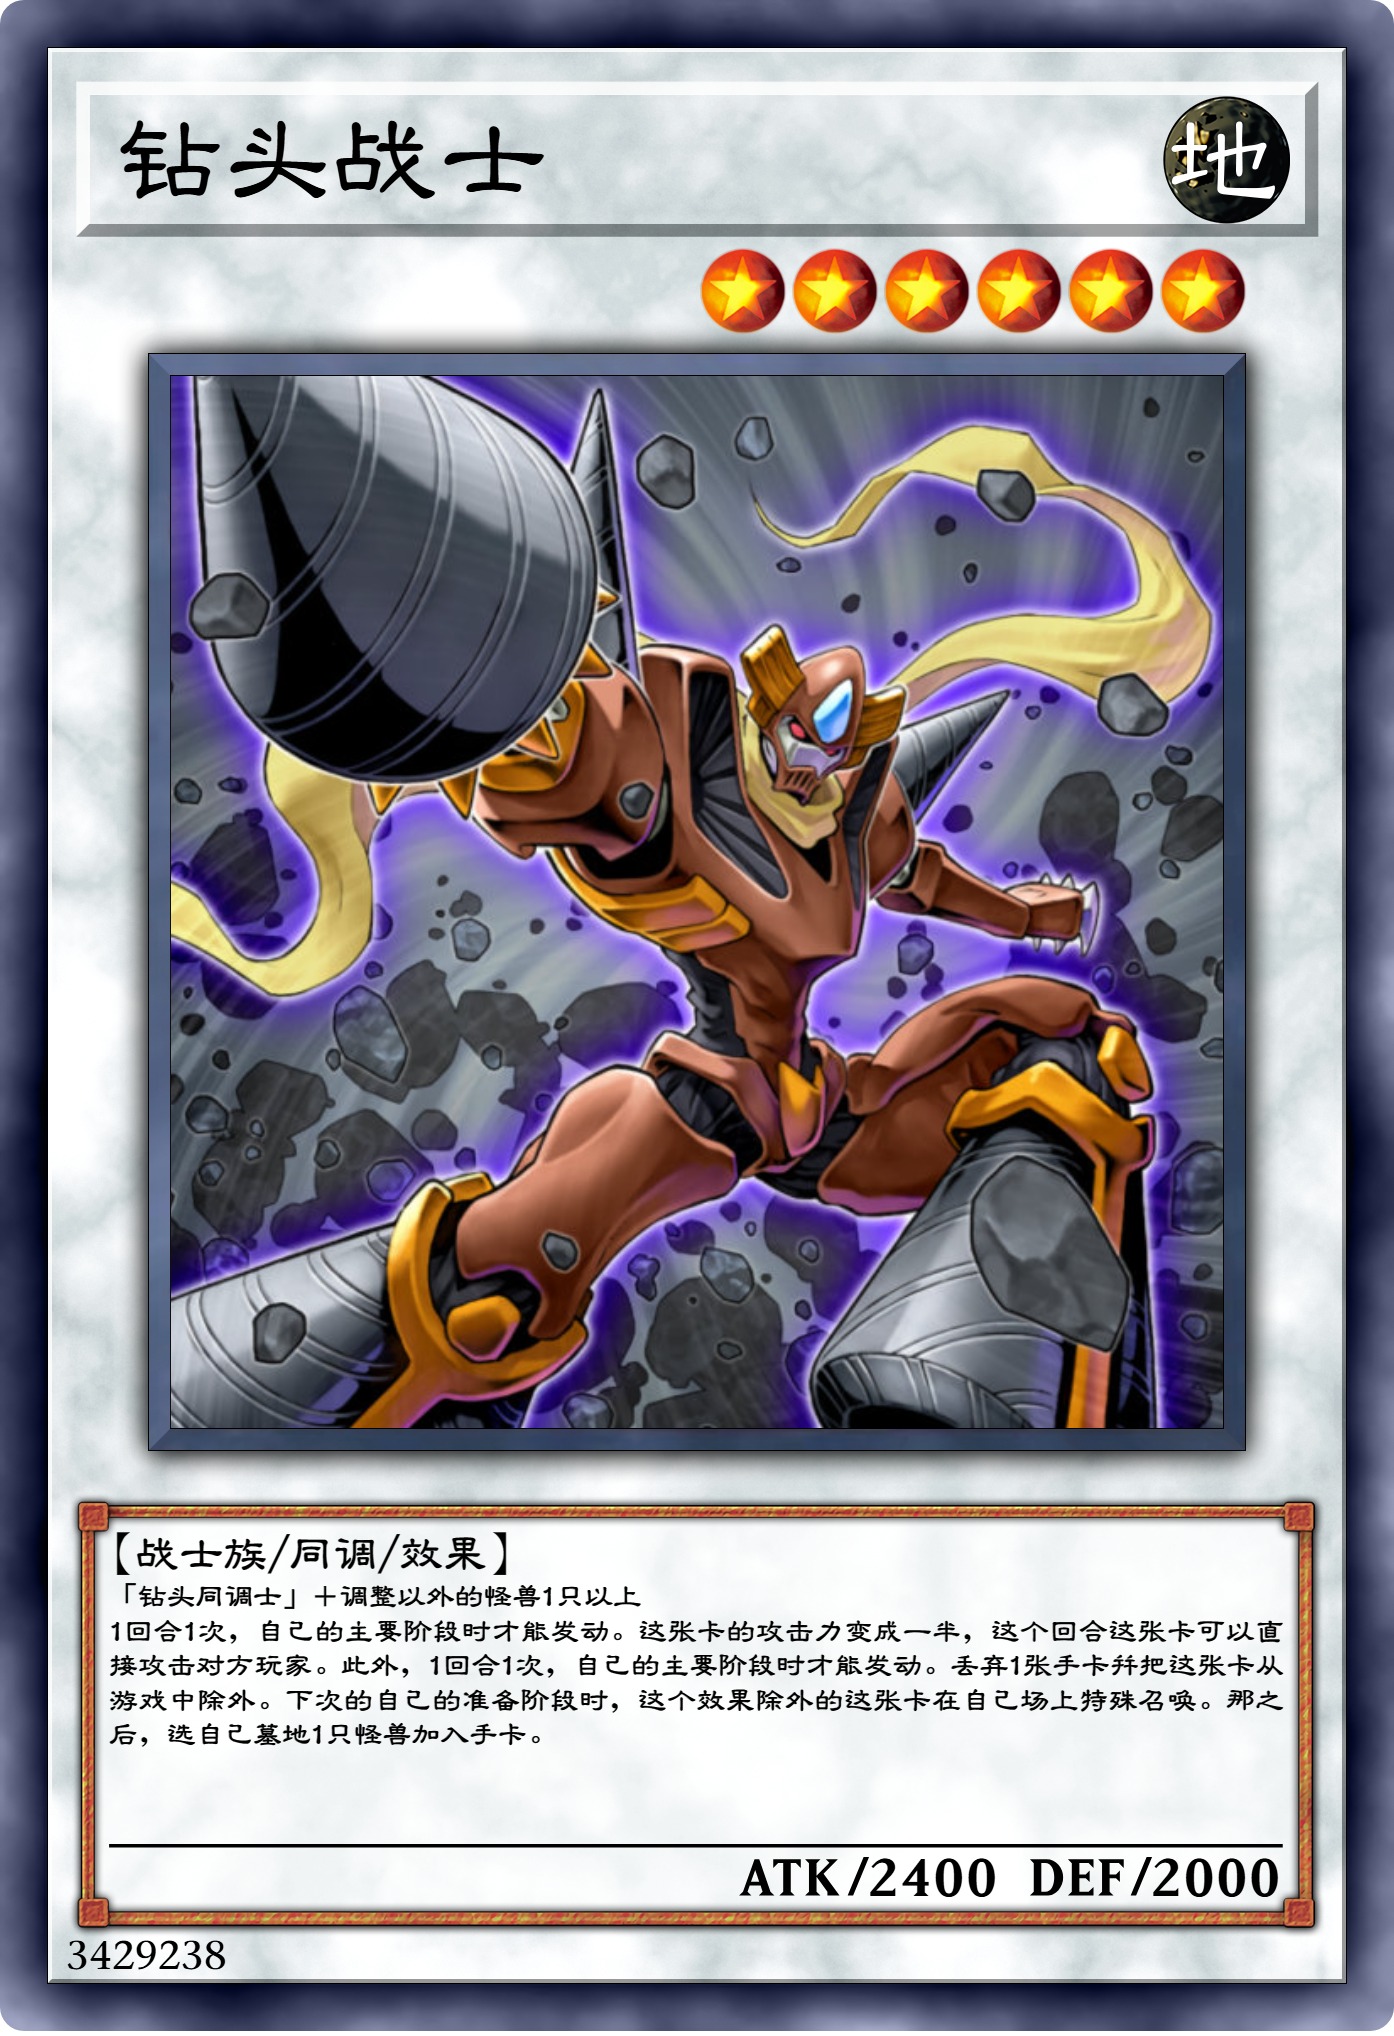 钻头战士
地
【战士族/同调/效果】
「钻头同调士」＋调整以外的怪兽1只以上
1回合1次，自己的主要阶段时才能发动。这张卡的攻击力变成一半，这个回合这张卡可以直
接攻击对方玩家。此外，1回合1次，自己的主要阶段时才能发动。丢弃1张手卡并把这张卡从
游戏中除外。下次的自己的准备阶段时，这个效果除外的这张卡在自己场上特殊召唤。那之
后，选自己墓地1只怪兽加入手卡。
ATK/2400 DEF/2000
3429238